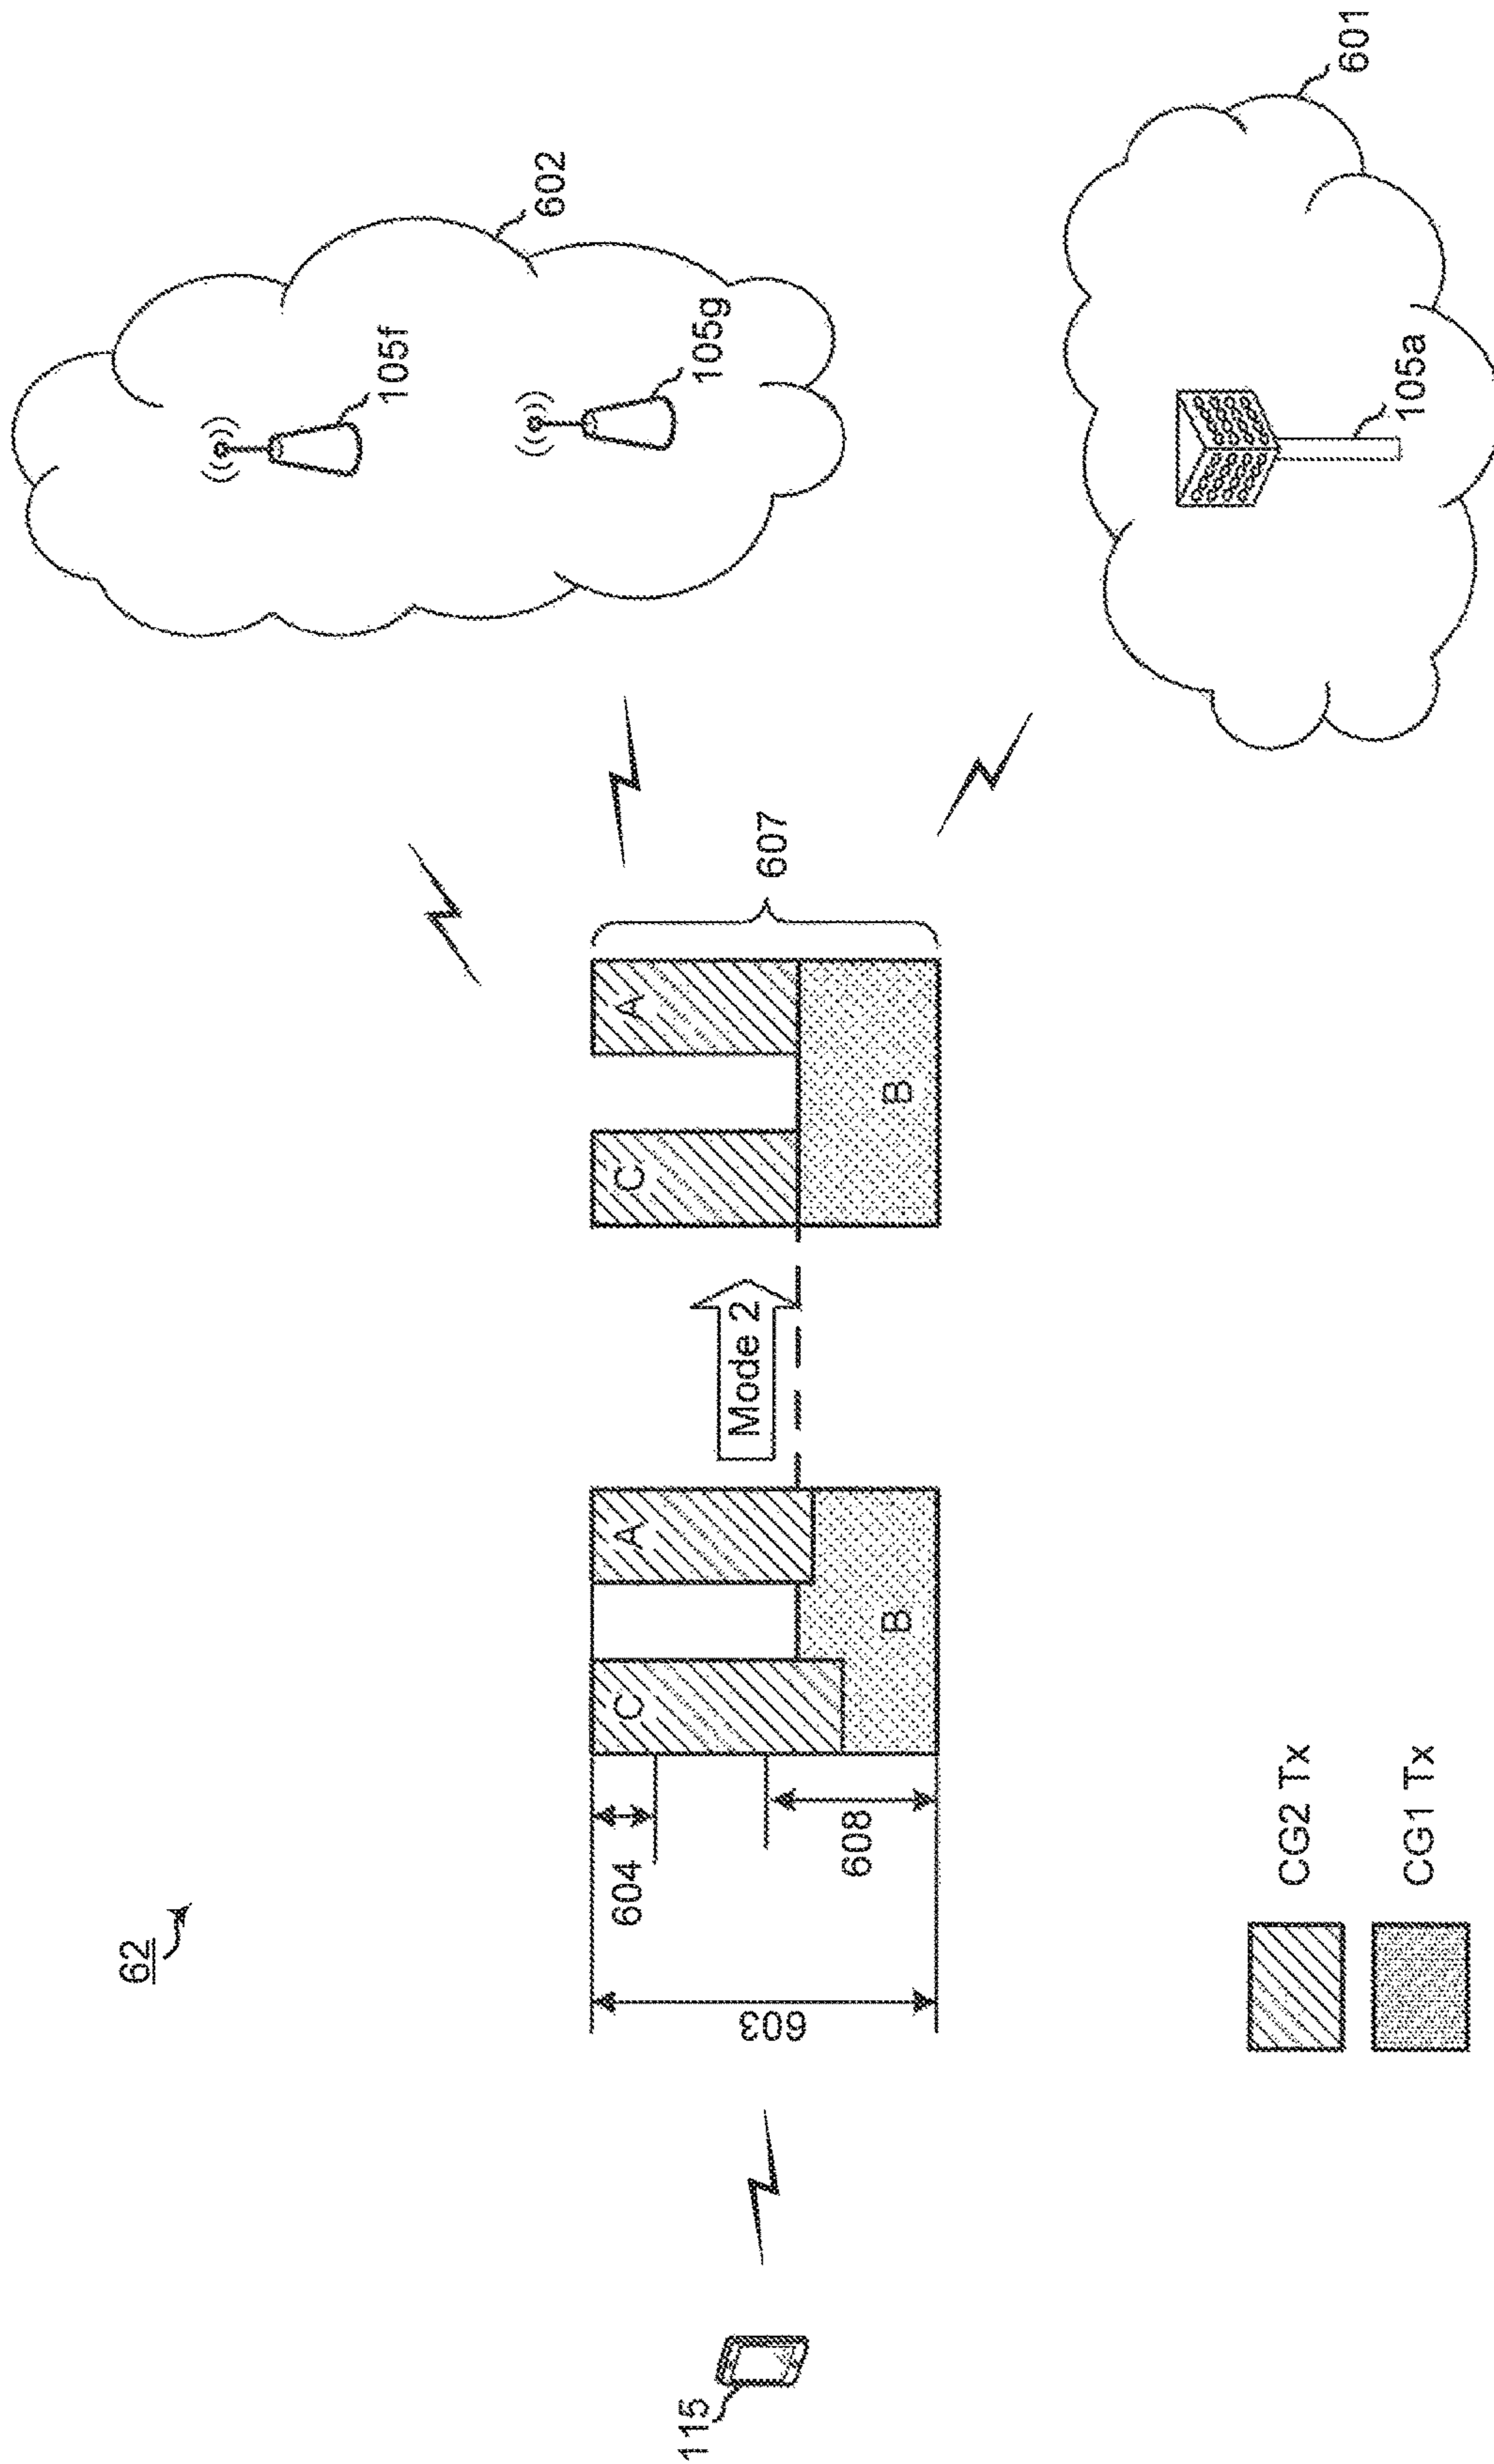 62
115
603
604
608
C
A
B
Mode 2
C
A
B
607
602
105f
105g
601
105a
CG2 Tx
CG1 Tx